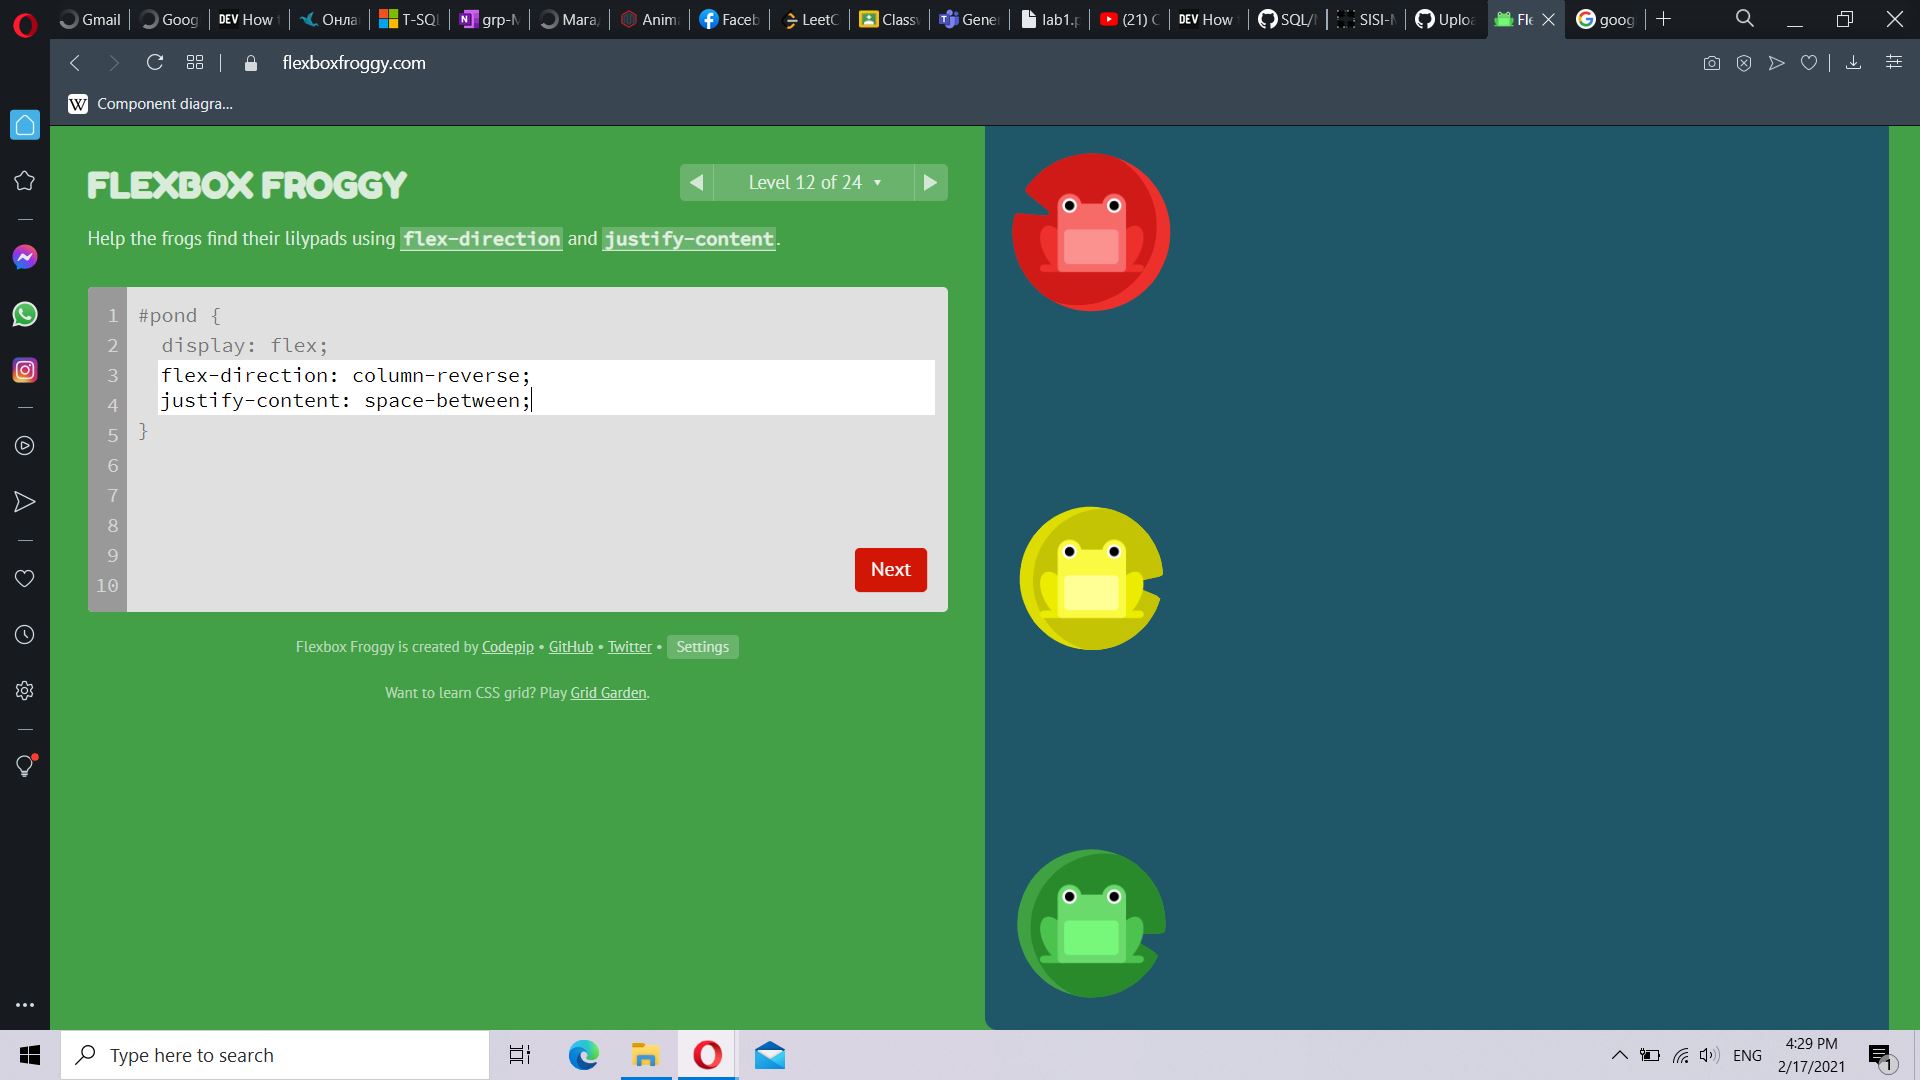 Gmail
Goog
DEV How
Онла
T-SQL
grp-M
Мага
Anima
Faceb
LeetC
Class
Gene
lab1.p
(21) C
DEV How
SQL/
SISI-M
Uploa
Fle
goog
flexboxfroggy.com
W Component diagra...
FLEXBOX FROGGY
Level 12 of 24
Help the frogs find their lilypads using flex-direction and justify-content.
1 #pond {
2 display: flex;
3 flex-direction: column-reverse;
4 justify-content: space-between;
5 }
6
7
8
9
10
Next
Flexbox Froggy is created by Codepip • GitHub • Twitter • Settings
Want to learn CSS grid? Play Grid Garden.
Type here to search
ENG
4:29 PM
2/17/2021
1